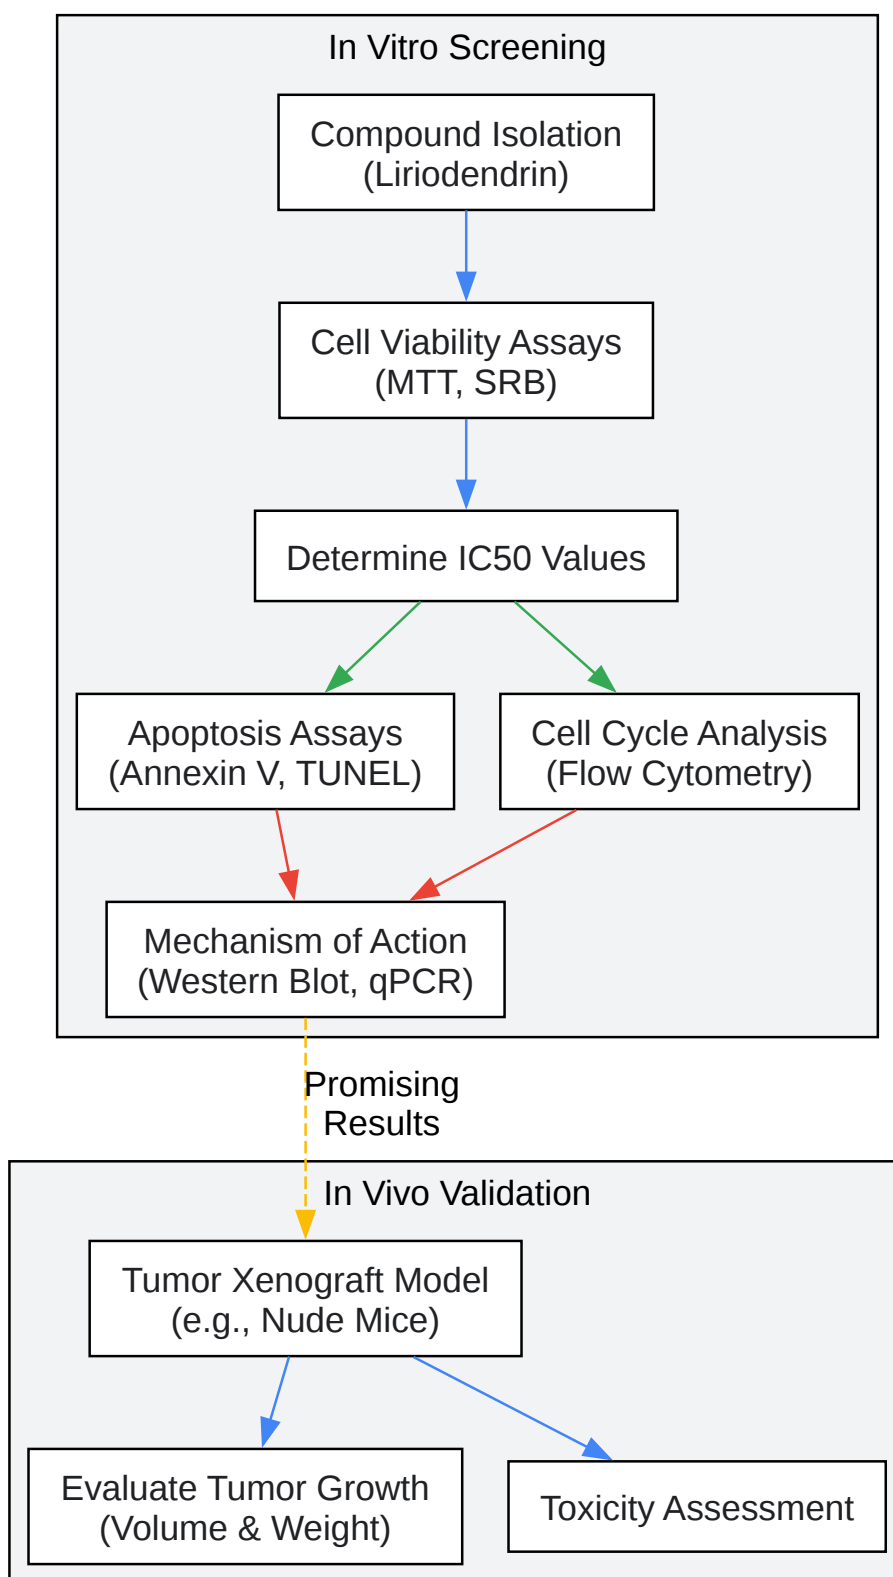 In Vitro Screening
Compound Isolation
(Liriodendrin)
Cell Viability Assays
(MTT, SRB)
Determine IC50 Values
Apoptosis Assays
(Annexin V, TUNEL)
Cell Cycle Analysis
(Flow Cytometry)
Mechanism of Action
(Western Blot, qPCR)
Promising
Results
In Vivo Validation
Tumor Xenograft Model
(e.g., Nude Mice)
Evaluate Tumor Growth
(Volume & Weight)
Toxicity Assessment